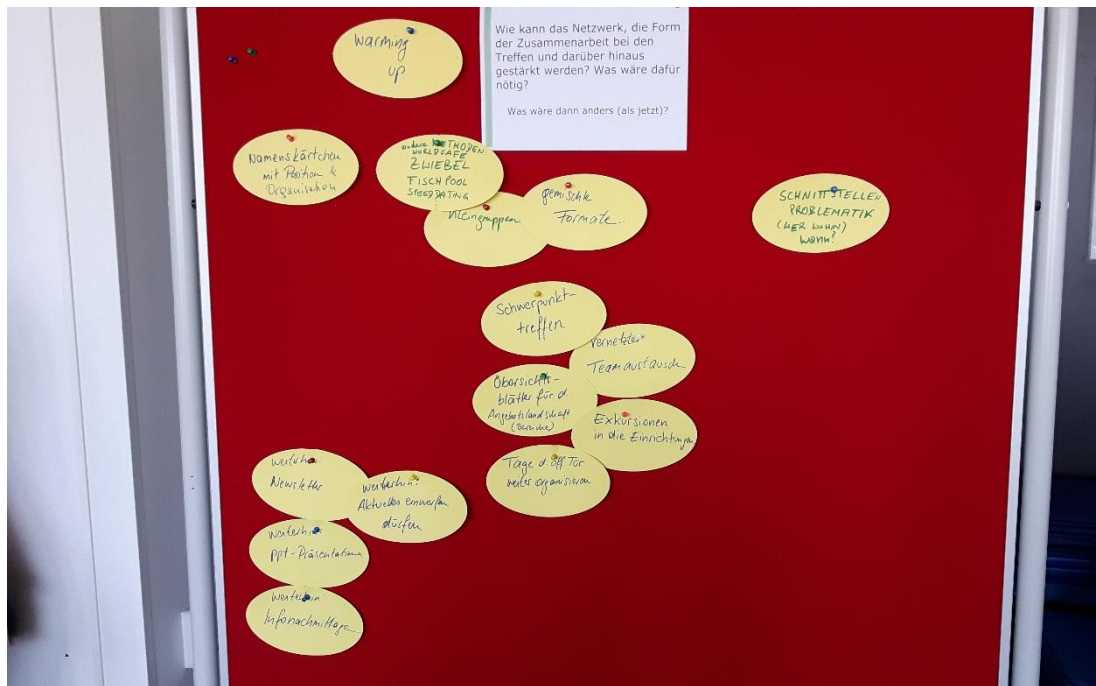 Warming
up
Wie kann das Netzwerk, die Form
der Zusammenarbeit bei den
Treffen und darüber hinaus
gestärkt werden? Was wäre dafür
nötig?
Was wäre dann anders (als jetzt)?
Namenskärtchen
mit Position &
Organisation
andere METHODEN:
WORLDCAFE
ZWIEBEL
FISCHPOOL
SPEEDDATING
Kleingruppen
gemischte
Formate
SCHNITTSTELLEN
PROBLEMATIK
(WER WOHIN)
Wann?
Schwerpunkt-
treffen
Vernetzter
Teamaustausch
Übersichts-
blätter für d.
Angebotslandschaft
(Bereiche)
Exkursionen
in die Einrichtungen
Tage d. off Tür
weiter organisieren
weiterhin
Newsletter
weiterhin:
Aktuelles einwerfen
dürfen
weiterhin
ppt-Präsentation
weiterhin
Infonachmittage